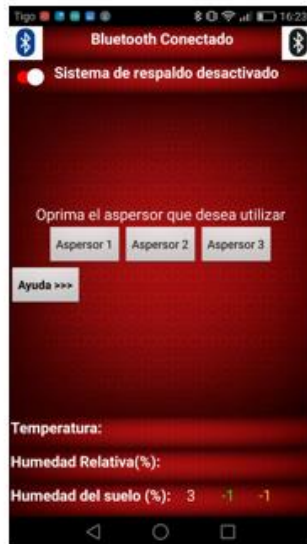 Tigo 16:23
Bluetooth Conectado
Sistema de respaldo desactivado
Oprima el aspersor que desea utilizar
Aspersor 1 Aspersor 2 Aspersor 3
Ayuda >>>
Temperatura:
Humedad Relativa(%):
Humedad del suelo (%): 3 -1 -1